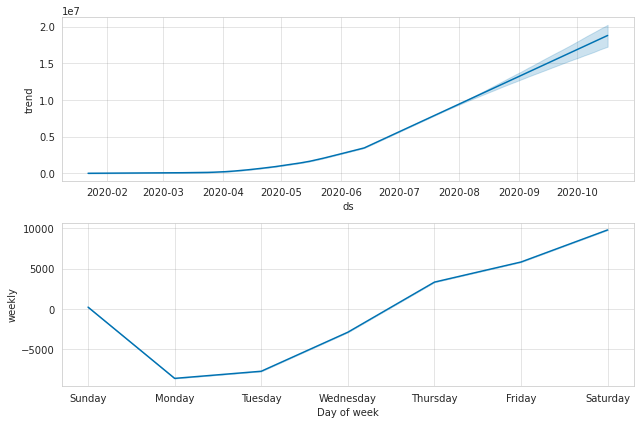 1e7
2.0
1.5
1.0
0.5
0.0
trend
2020-02 2020-03 2020-04 2020-05 2020-06 2020-07 2020-08 2020-09 2020-10
ds
10000
5000
0
−5000
weekly
Sunday Monday Tuesday Wednesday Thursday Friday Saturday
Day of week